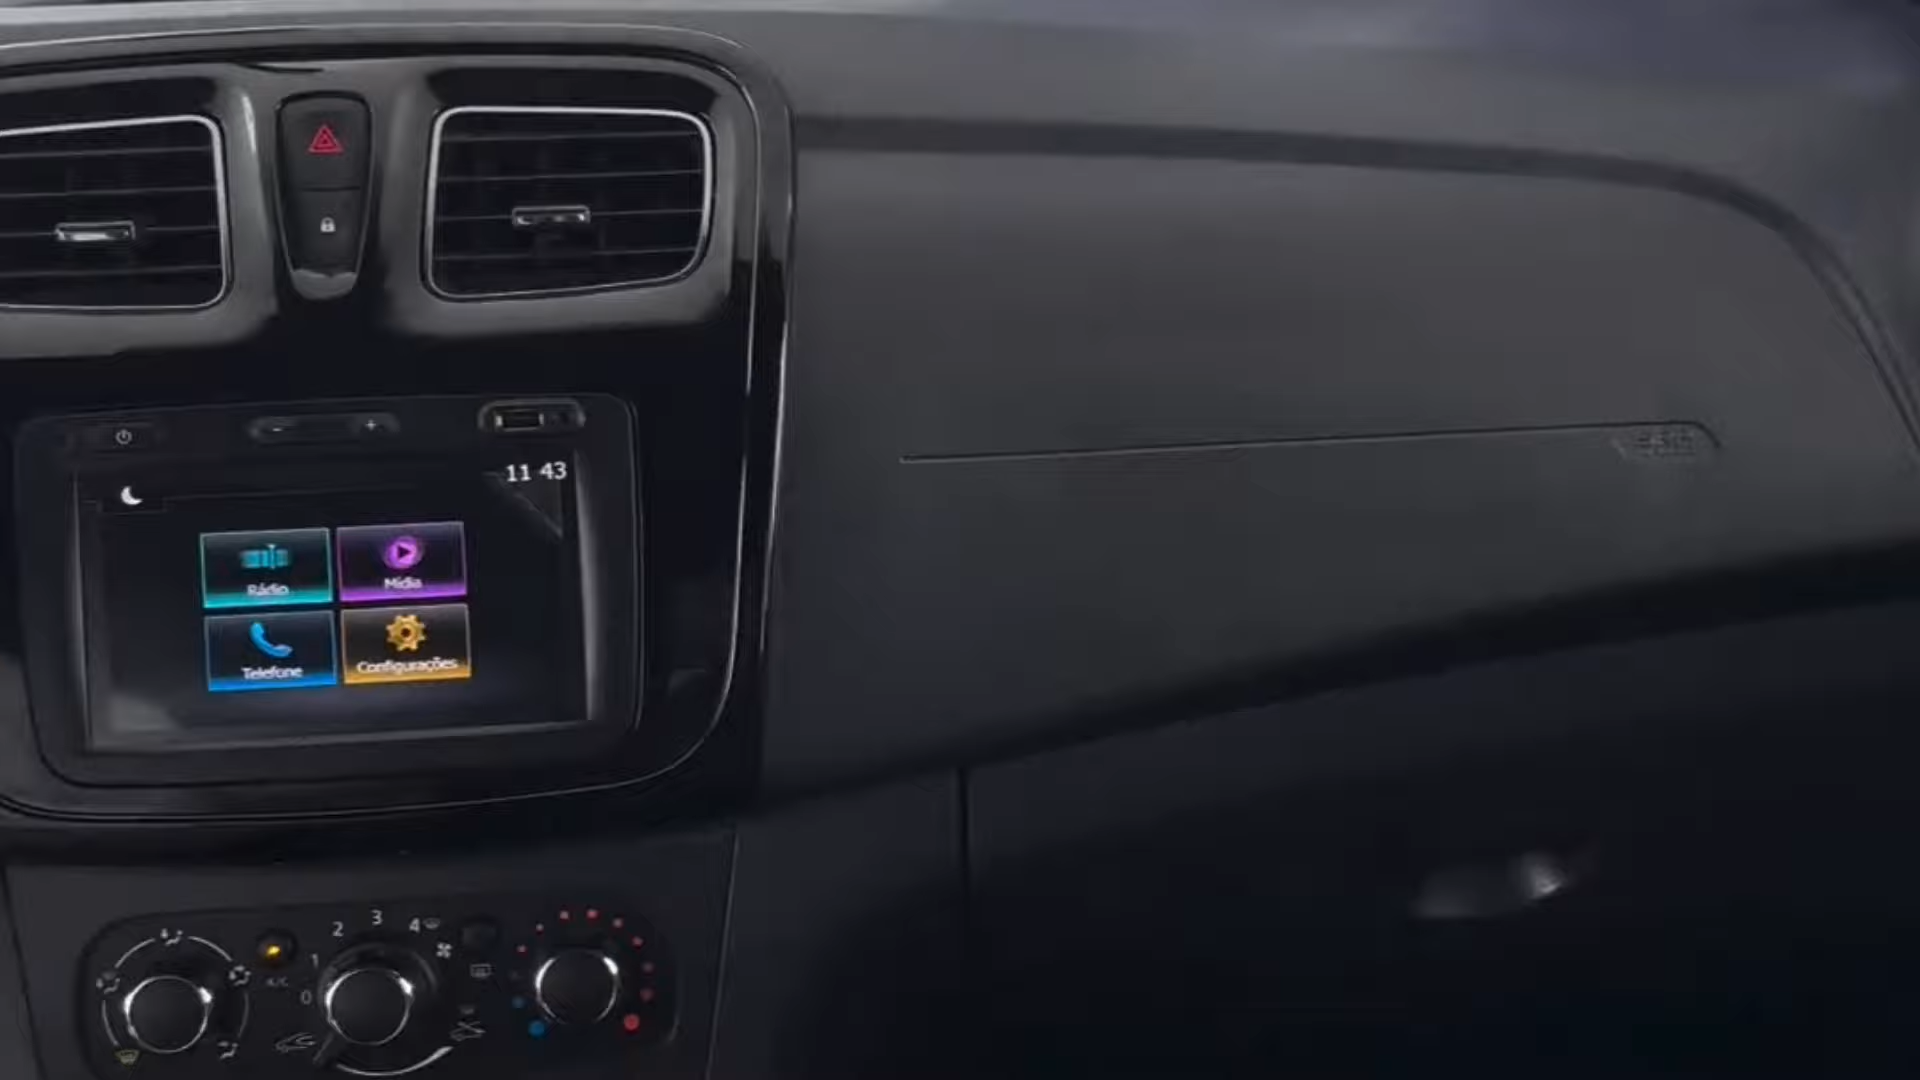 11 43
Rádio
Mídia
Telefone
Configurações
3
2
4
1
A/C
0